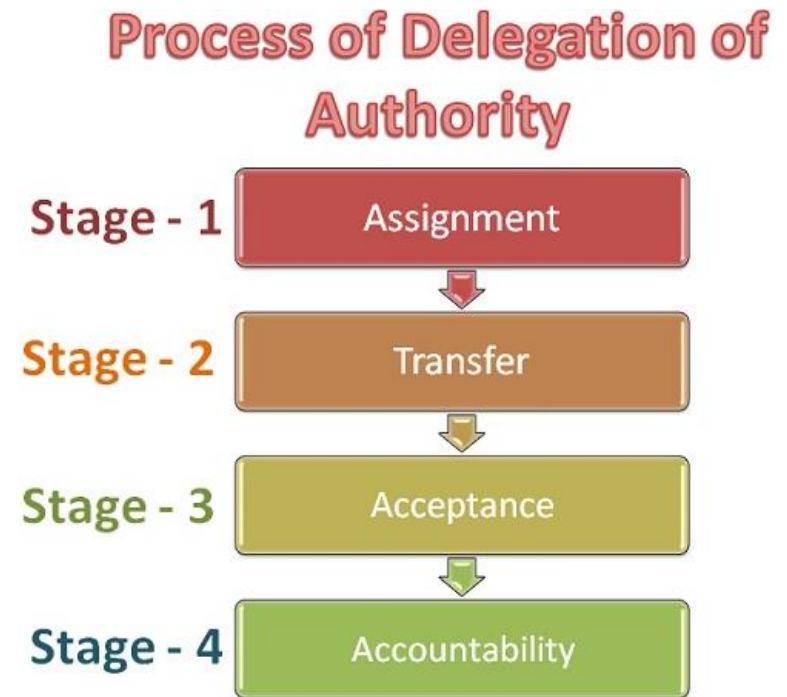 Process of Delegation of
Authority
Stage - 1
Assignment
Stage - 2
Transfer
Stage - 3
Acceptance
Stage - 4
Accountability